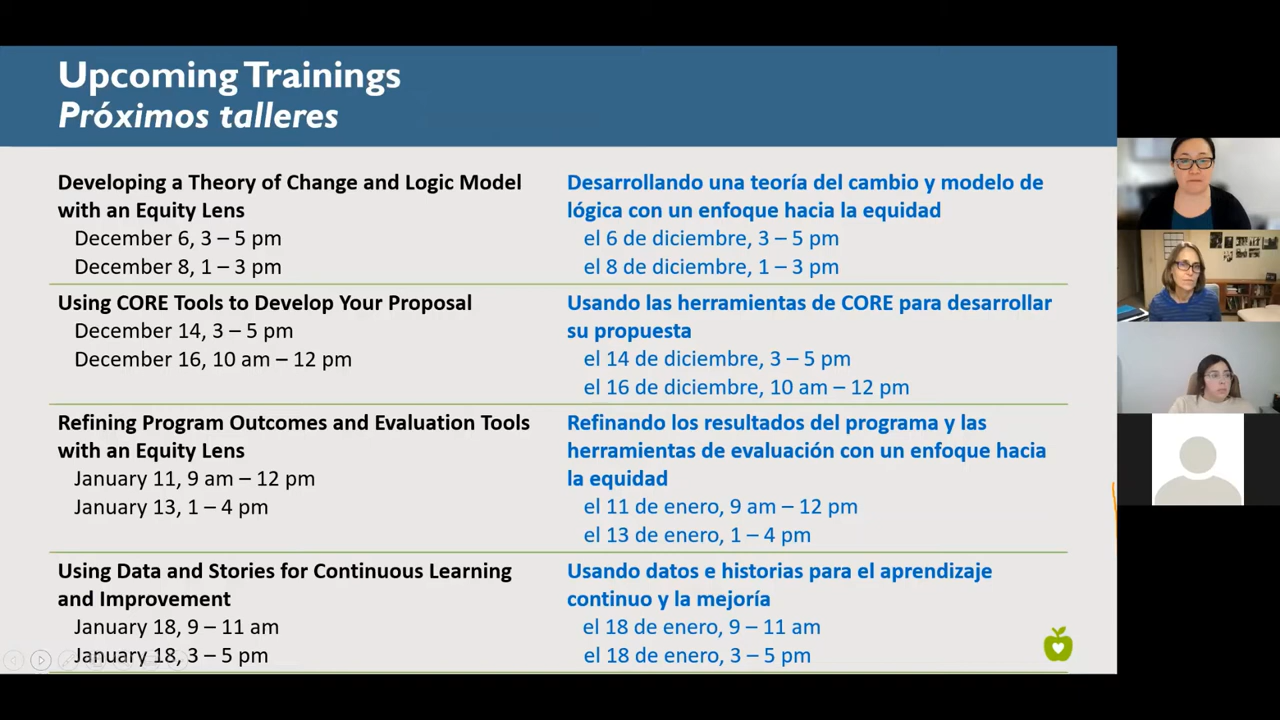 Upcoming Trainings
Próximos talleres
Developing a Theory of Change and Logic Model
with an Equity Lens
December 6, 3 – 5 pm
December 8, 1 – 3 pm
Desarrollando una teoría del cambio y modelo de
lógica con un enfoque hacia la equidad
el 6 de diciembre, 3 – 5 pm
el 8 de diciembre, 1 – 3 pm
Using CORE Tools to Develop Your Proposal
December 14, 3 – 5 pm
December 16, 10 am – 12 pm
Usando las herramientas de CORE para desarrollar
su propuesta
el 14 de diciembre, 3 – 5 pm
el 16 de diciembre, 10 am – 12 pm
Refining Program Outcomes and Evaluation Tools
with an Equity Lens
January 11, 9 am – 12 pm
January 13, 1 – 4 pm
Refinando los resultados del programa y las
herramientas de evaluación con un enfoque hacia
la equidad
el 11 de enero, 9 am – 12 pm
el 13 de enero, 1 – 4 pm
Using Data and Stories for Continuous Learning
and Improvement
January 18, 9 – 11 am
January 18, 3 – 5 pm
Usando datos e historias para el aprendizaje
continuo y la mejoría
el 18 de enero, 9 – 11 am
el 18 de enero, 3 – 5 pm